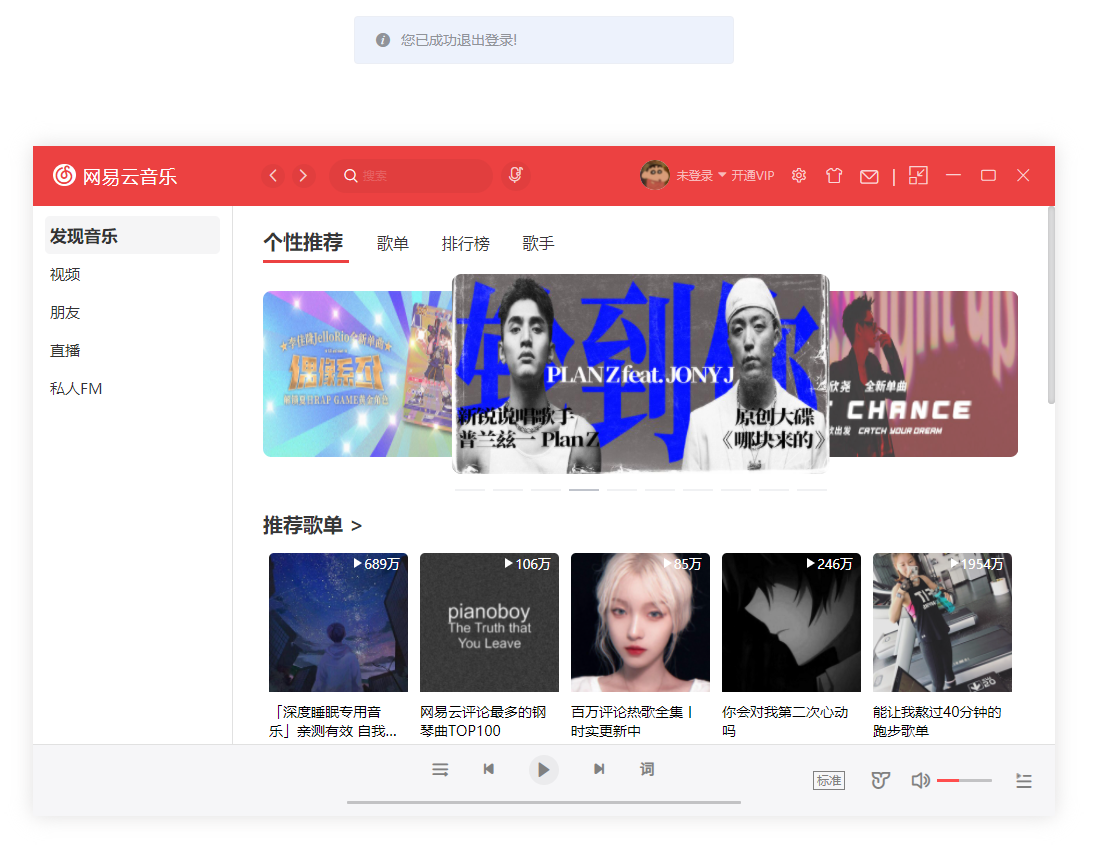 您已成功退出登录!
网易云音乐
搜索
未登录
开通VIP
发现音乐
视频
朋友
直播
私人FM
个性推荐
歌单
排行榜
歌手
PLAN Z feat. JONY J
轮到你
新锐说唱歌手
普兰兹一 Plan Z
原创大碟
《哪块来的》
全新单曲
CHANCE
CATCH YOUR DREAM
推荐歌单 >
689万
106万
85万
246万
1954万
pianoboy
The Truth that
You Leave
「深度睡眠专用音
乐」亲测有效 自我...
网易云评论最多的钢
琴曲TOP100
百万评论热歌全集丨
时实更新中
你会对我第二次心动
吗
能让我熬过40分钟的
跑步歌单
词
标准